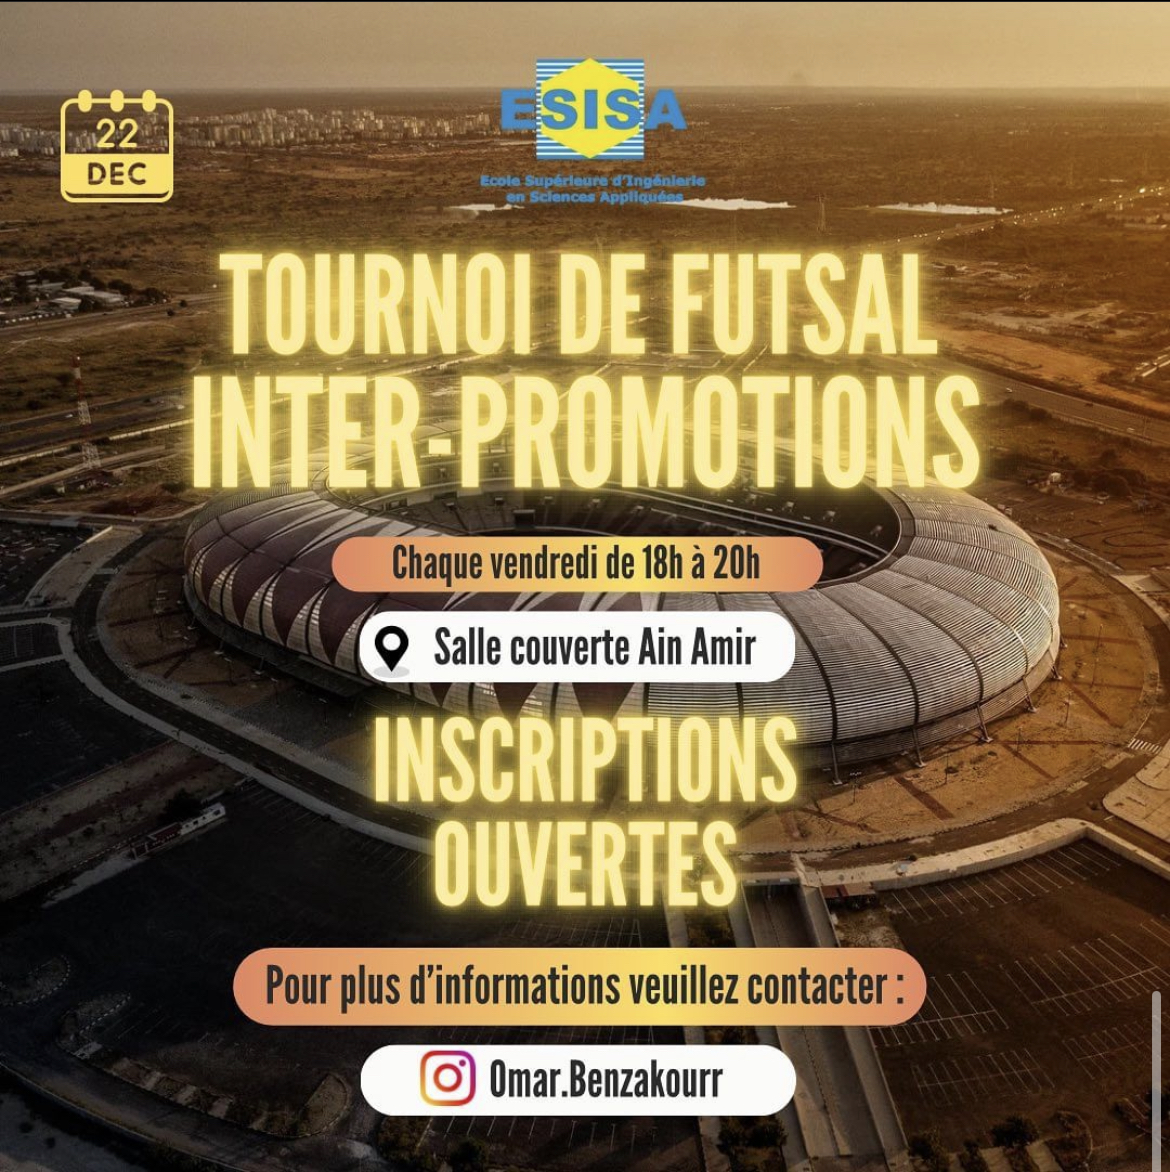 22
DEC
ESISA
Ecole Supérieure d'Ingénierie
en Sciences Appliquées
TOURNOI DE FUTSAL
INTER-PROMOTIONS
Chaque vendredi de 18h à 20h
Salle couverte Ain Amir
INSCRIPTIONS
OUVERTES
Pour plus d'informations veuillez contacter :
Omar.Benzakourr